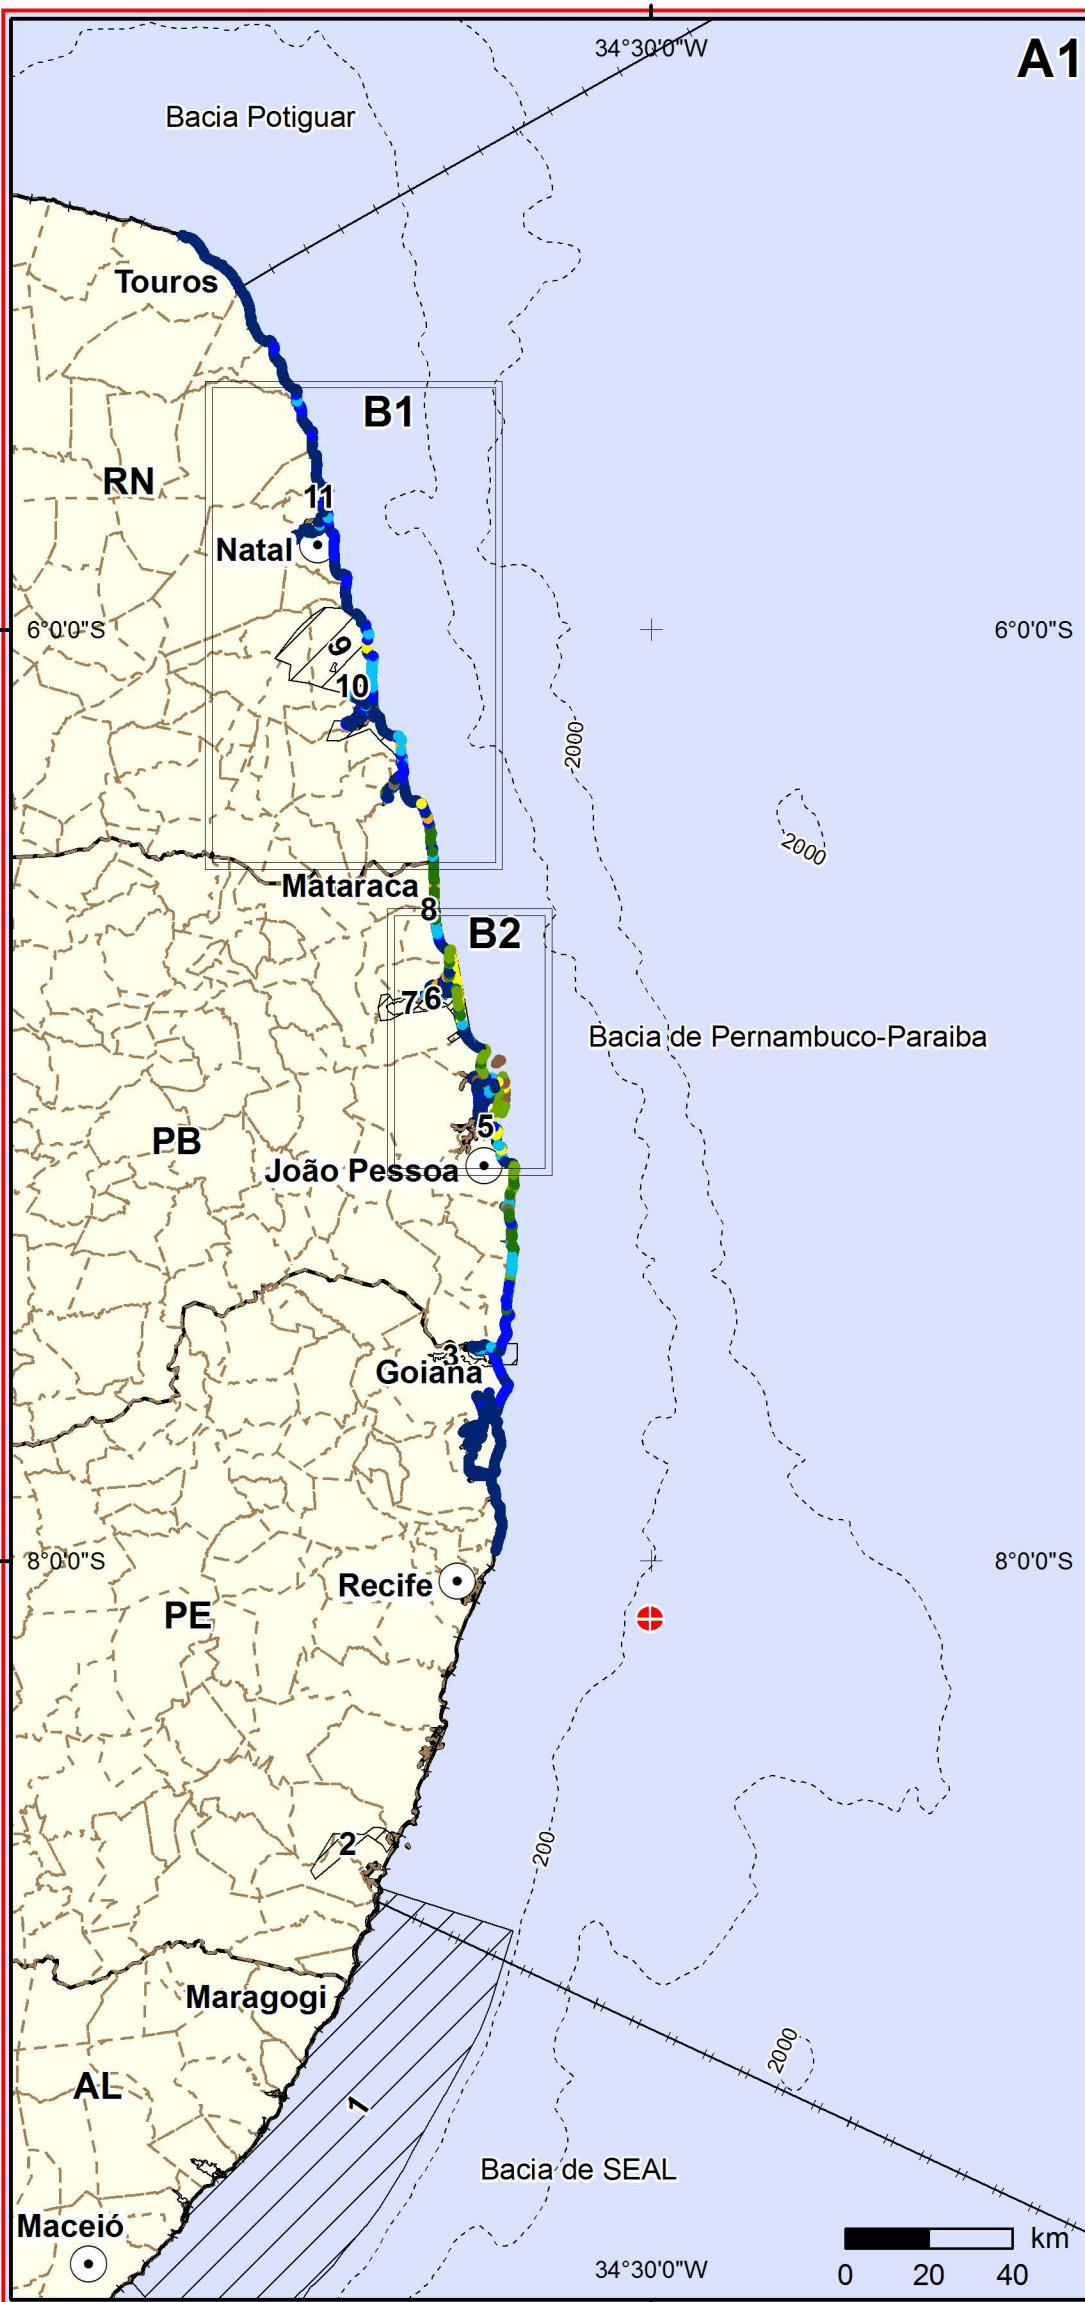 34°30'0"W
A1
Bacia Potiguar
Touros
B1
RN
11
Natal
6°0'0"S
6°0'0"S
9
10
2000
2000
Mataraca
8
B2
7
6
Bacia de Pernambuco-Paraiba
5
PB
João Pessoa
3
Goiana
8°0'0"S
8°0'0"S
Recife
PE
2
200
Maragogi
2000
AL
1
Bacia de SEAL
Maceió
34°30'0"W
km
0 20 40